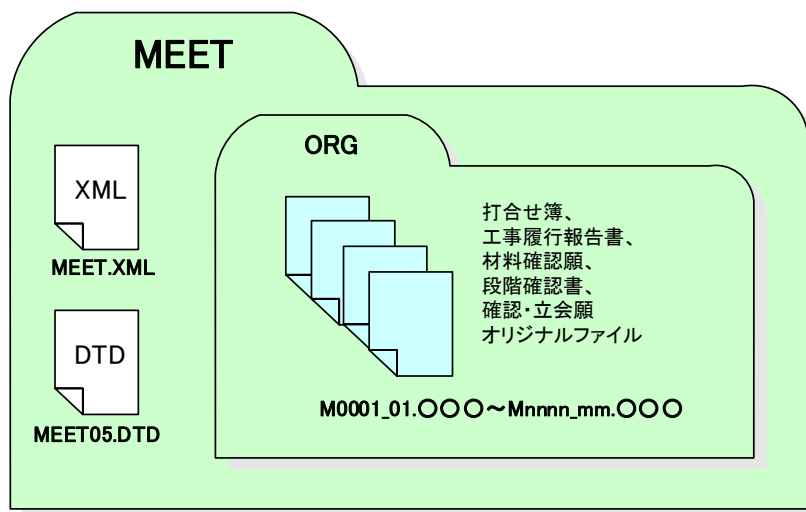 MEET
ORG
XML
MEET.XML
DTD
MEET05.DTD
打合せ簿、
工事履行報告書、
材料確認願、
段階確認書、
確認・立会願
オリジナルファイル
M0001_01.○○○～Mnnnn_mm.○○○